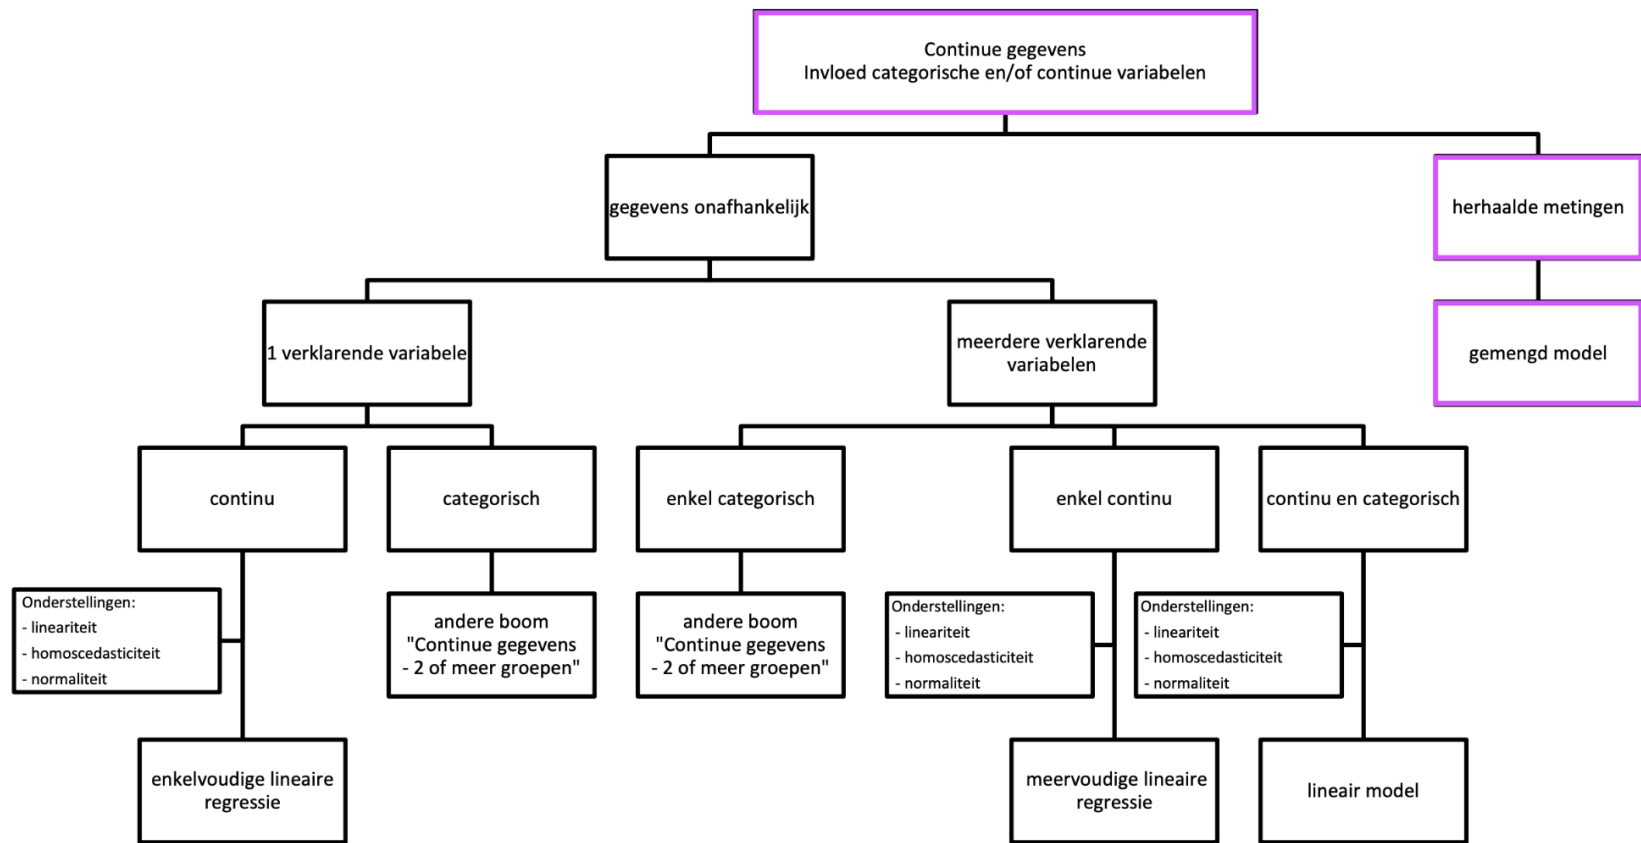 Continue gegevens
Invloed categorische en/of continue variabelen
gegevens onafhankelijk
herhaalde metingen
1 verklarende variabele
meerdere verklarende
variabelen
gemengd model
continu
categorisch
enkel categorisch
enkel continu
continu en categorisch
Onderstellingen:
- lineariteit
- homoscedasticiteit
- normaliteit
andere boom
"Continue gegevens
- 2 of meer groepen"
andere boom
"Continue gegevens
- 2 of meer groepen"
Onderstellingen:
- lineariteit
- homoscedasticiteit
- normaliteit
Onderstellingen:
- lineariteit
- homoscedasticiteit
- normaliteit
enkelvoudige lineaire
regressie
meervoudige lineaire
regressie
lineair model